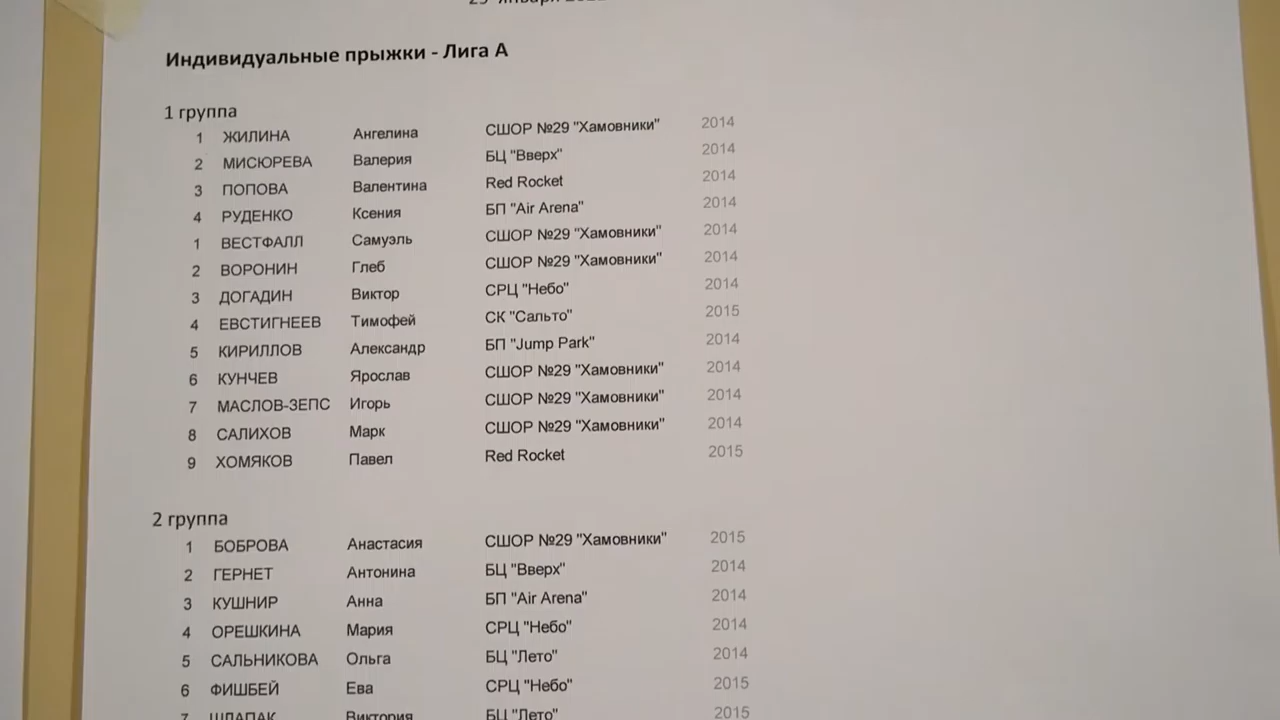 Индивидуальные прыжки - Лига А
1 группа
1 ЖИЛИНА Ангелина СШОР №29 "Хамовники" 2014
2 МИСЮРЕВА Валерия БЦ "Вверх" 2014
3 ПОПОВА Валентина Red Rocket 2014
4 РУДЕНКО Ксения БП "Air Arena" 2014
1 ВЕСТФАЛЛ Самуэль СШОР №29 "Хамовники" 2014
2 ВОРОНИН Глеб СШОР №29 "Хамовники" 2014
3 ДОГАДИН Виктор СРЦ "Небо" 2014
4 ЕВСТИГНЕЕВ Тимофей СК "Сальто" 2015
5 КИРИЛЛОВ Александр БП "Jump Park" 2014
6 КУНЧЕВ Ярослав СШОР №29 "Хамовники" 2014
7 МАСЛОВ-ЗЕПС Игорь СШОР №29 "Хамовники" 2014
8 САЛИХОВ Марк СШОР №29 "Хамовники" 2014
9 ХОМЯКОВ Павел Red Rocket 2015
2 группа
1 БОБРОВА Анастасия СШОР №29 "Хамовники" 2015
2 ГЕРНЕТ Антонина БЦ "Вверх" 2014
3 КУШНИР Анна БП "Air Arena" 2014
4 ОРЕШКИНА Мария СРЦ "Небо" 2014
5 САЛЬНИКОВА Ольга БЦ "Лето" 2014
6 ФИШБЕЙ Ева СРЦ "Небо" 2015
7 ШЛАПАК Виктория БЦ "Лето" 2015